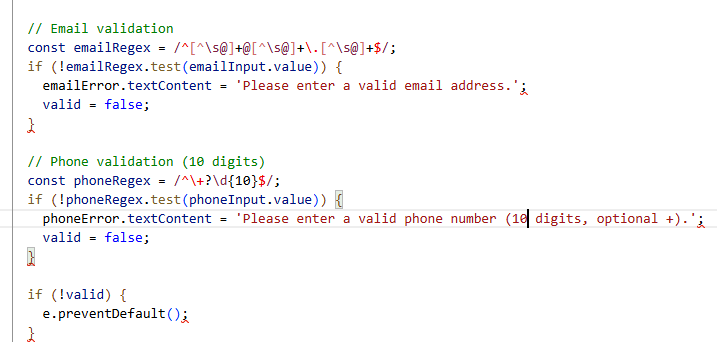 // Email validation
const emailRegex = /^[^\s@]+@[^\s@]+\.[^\s@]+$/;
if (!emailRegex.test(emailInput.value)) {
emailError.textContent = 'Please enter a valid email address.';
valid = false;
}
// Phone validation (10 digits)
const phoneRegex = /^\+?\d{10}$/;
if (!phoneRegex.test(phoneInput.value)) {
phoneError.textContent = 'Please enter a valid phone number (10 digits, optional +).';
valid = false;
}
if (!valid) {
e.preventDefault();
}